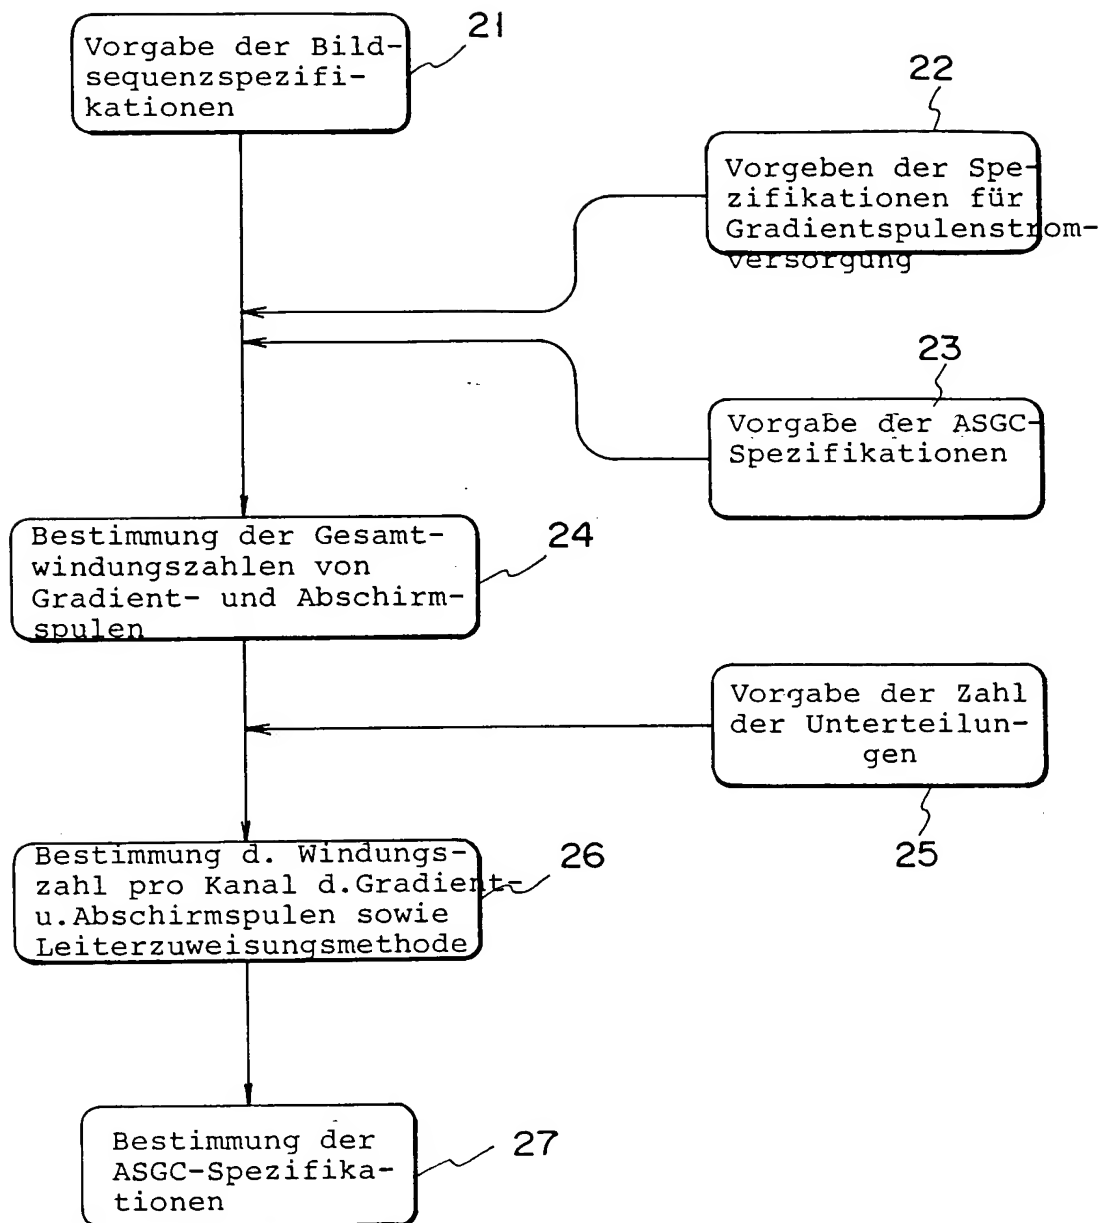 21
Vorgabe der Bild-
sequenzspezifi-
kationen
22
Vorgeben der Spe-
zifikationen für
Gradientspulenstrom-
versorgung
23
Vorgabe der ASGC-
Spezifikationen
Bestimmung der Gesamt-
windungszahlen von
Gradient- und Abschirm-
spulen
24
Vorgabe der Zahl
der Unterteilun-
gen
25
Bestimmung d. Windungs-
zahl pro Kanal d.Gradient-
u.Abschirmspulen sowie
Leiterzuweisungsmethode
26
Bestimmung der
ASGC-Spezifika-
tionen
27